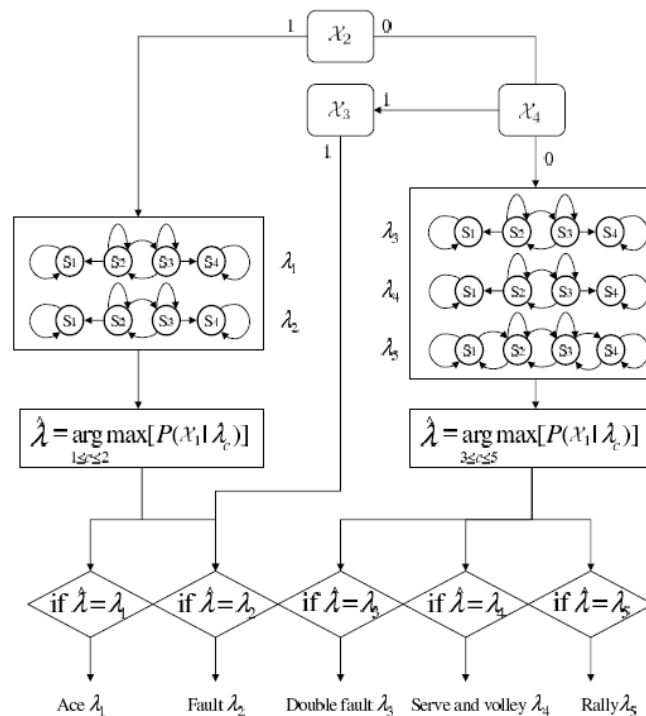 1 𝒳2 0
𝒳3 1 𝒳4
1 0
S1 S2 S3 S4 λ1
S1 S2 S3 S4 λ2
λ3 S1 S2 S3 S4
λ4 S1 S2 S3 S4
λ5 S1 S2 S3 S4
λ̂ = arg max[P(𝒳1 | λc)]
1≤c≤2
λ̂ = arg max[P(𝒳1 | λc)]
3≤c≤5
if λ̂ = λ1
if λ̂ = λ2
if λ̂ = λ3
if λ̂ = λ4
if λ̂ = λ5
Ace λ1
Fault λ2
Double fault λ3
Serve and volley λ4
Rally λ5